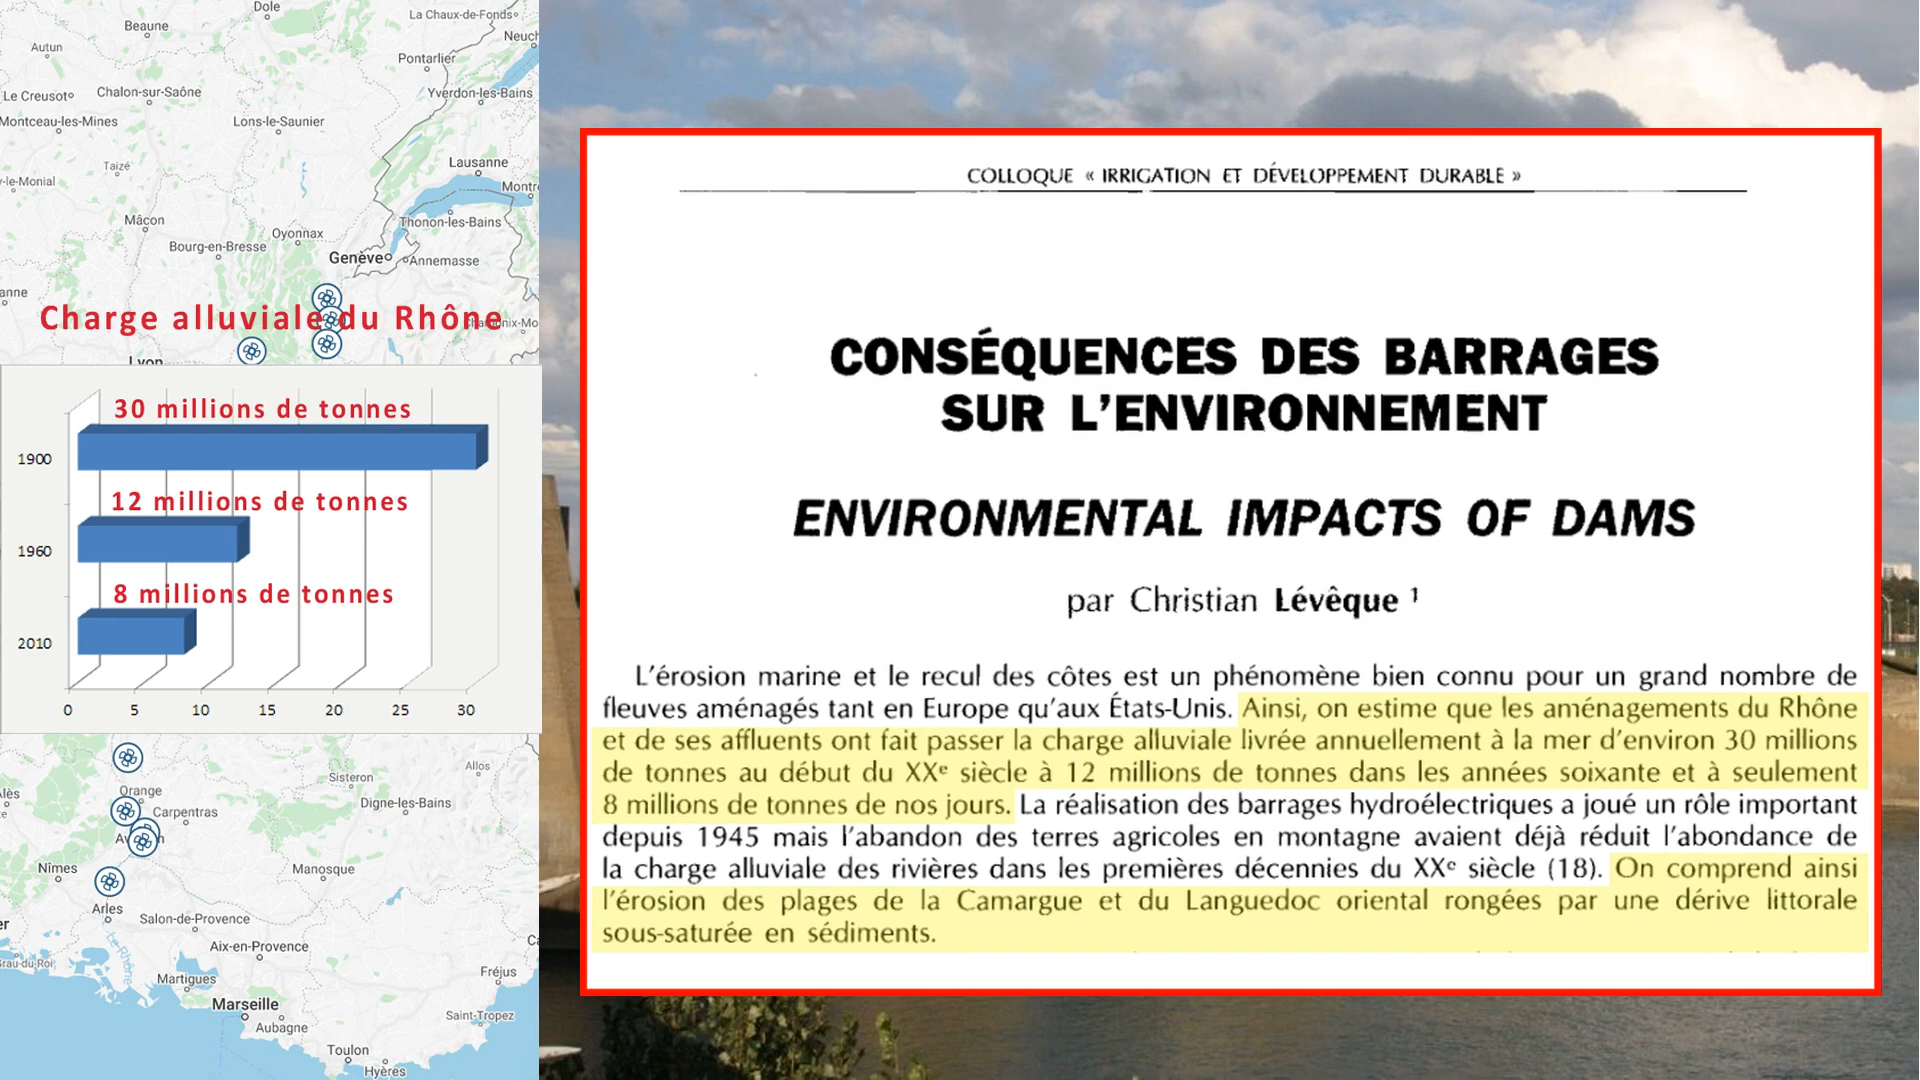 Dole
La Chaux-de-Fonds
Beaune
Neuch
Autun
Pontarlier
Le Creusot
Chalon-sur-Saône
Yverdon-les-Bains
Montceau-les-Mines
Lons-le-Saunier
Taizé
Lausanne
y-le-Monial
Montre
Mâcon
Thonon-les-Bains
Oyonnax
Bourg-en-Bresse
Genève
Annemasse
anne
Charge alluviale du Rhône
Lyon
30 millions de tonnes
1900
12 millions de tonnes
1960
8 millions de tonnes
2010
0 5 10 15 20 25 30
Allos
Sisteron
Orange
Alès
Carpentras
Digne-les-Bains
Nîmes
Manosque
Arles
Salon-de-Provence
Le Rhône
Aix-en-Provence
Grau-du-Roi
Fréjus
Martigues
Marseille
Saint-Tropez
Aubagne
Toulon
Hyères
COLLOQUE « IRRIGATION ET DÉVELOPPEMENT DURABLE »
CONSÉQUENCES DES BARRAGES
SUR L'ENVIRONNEMENT
ENVIRONMENTAL IMPACTS OF DAMS
par Christian Lévêque ¹
L'érosion marine et le recul des côtes est un phénomène bien connu pour un grand nombre de
fleuves aménagés tant en Europe qu'aux États-Unis. Ainsi, on estime que les aménagements du Rhône
et de ses affluents ont fait passer la charge alluviale livrée annuellement à la mer d'environ 30 millions
de tonnes au début du XXᵉ siècle à 12 millions de tonnes dans les années soixante et à seulement
8 millions de tonnes de nos jours. La réalisation des barrages hydroélectriques a joué un rôle important
depuis 1945 mais l'abandon des terres agricoles en montagne avaient déjà réduit l'abondance de
la charge alluviale des rivières dans les premières décennies du XXᵉ siècle (18). On comprend ainsi
l'érosion des plages de la Camargue et du Languedoc oriental rongées par une dérive littorale
sous-saturée en sédiments.